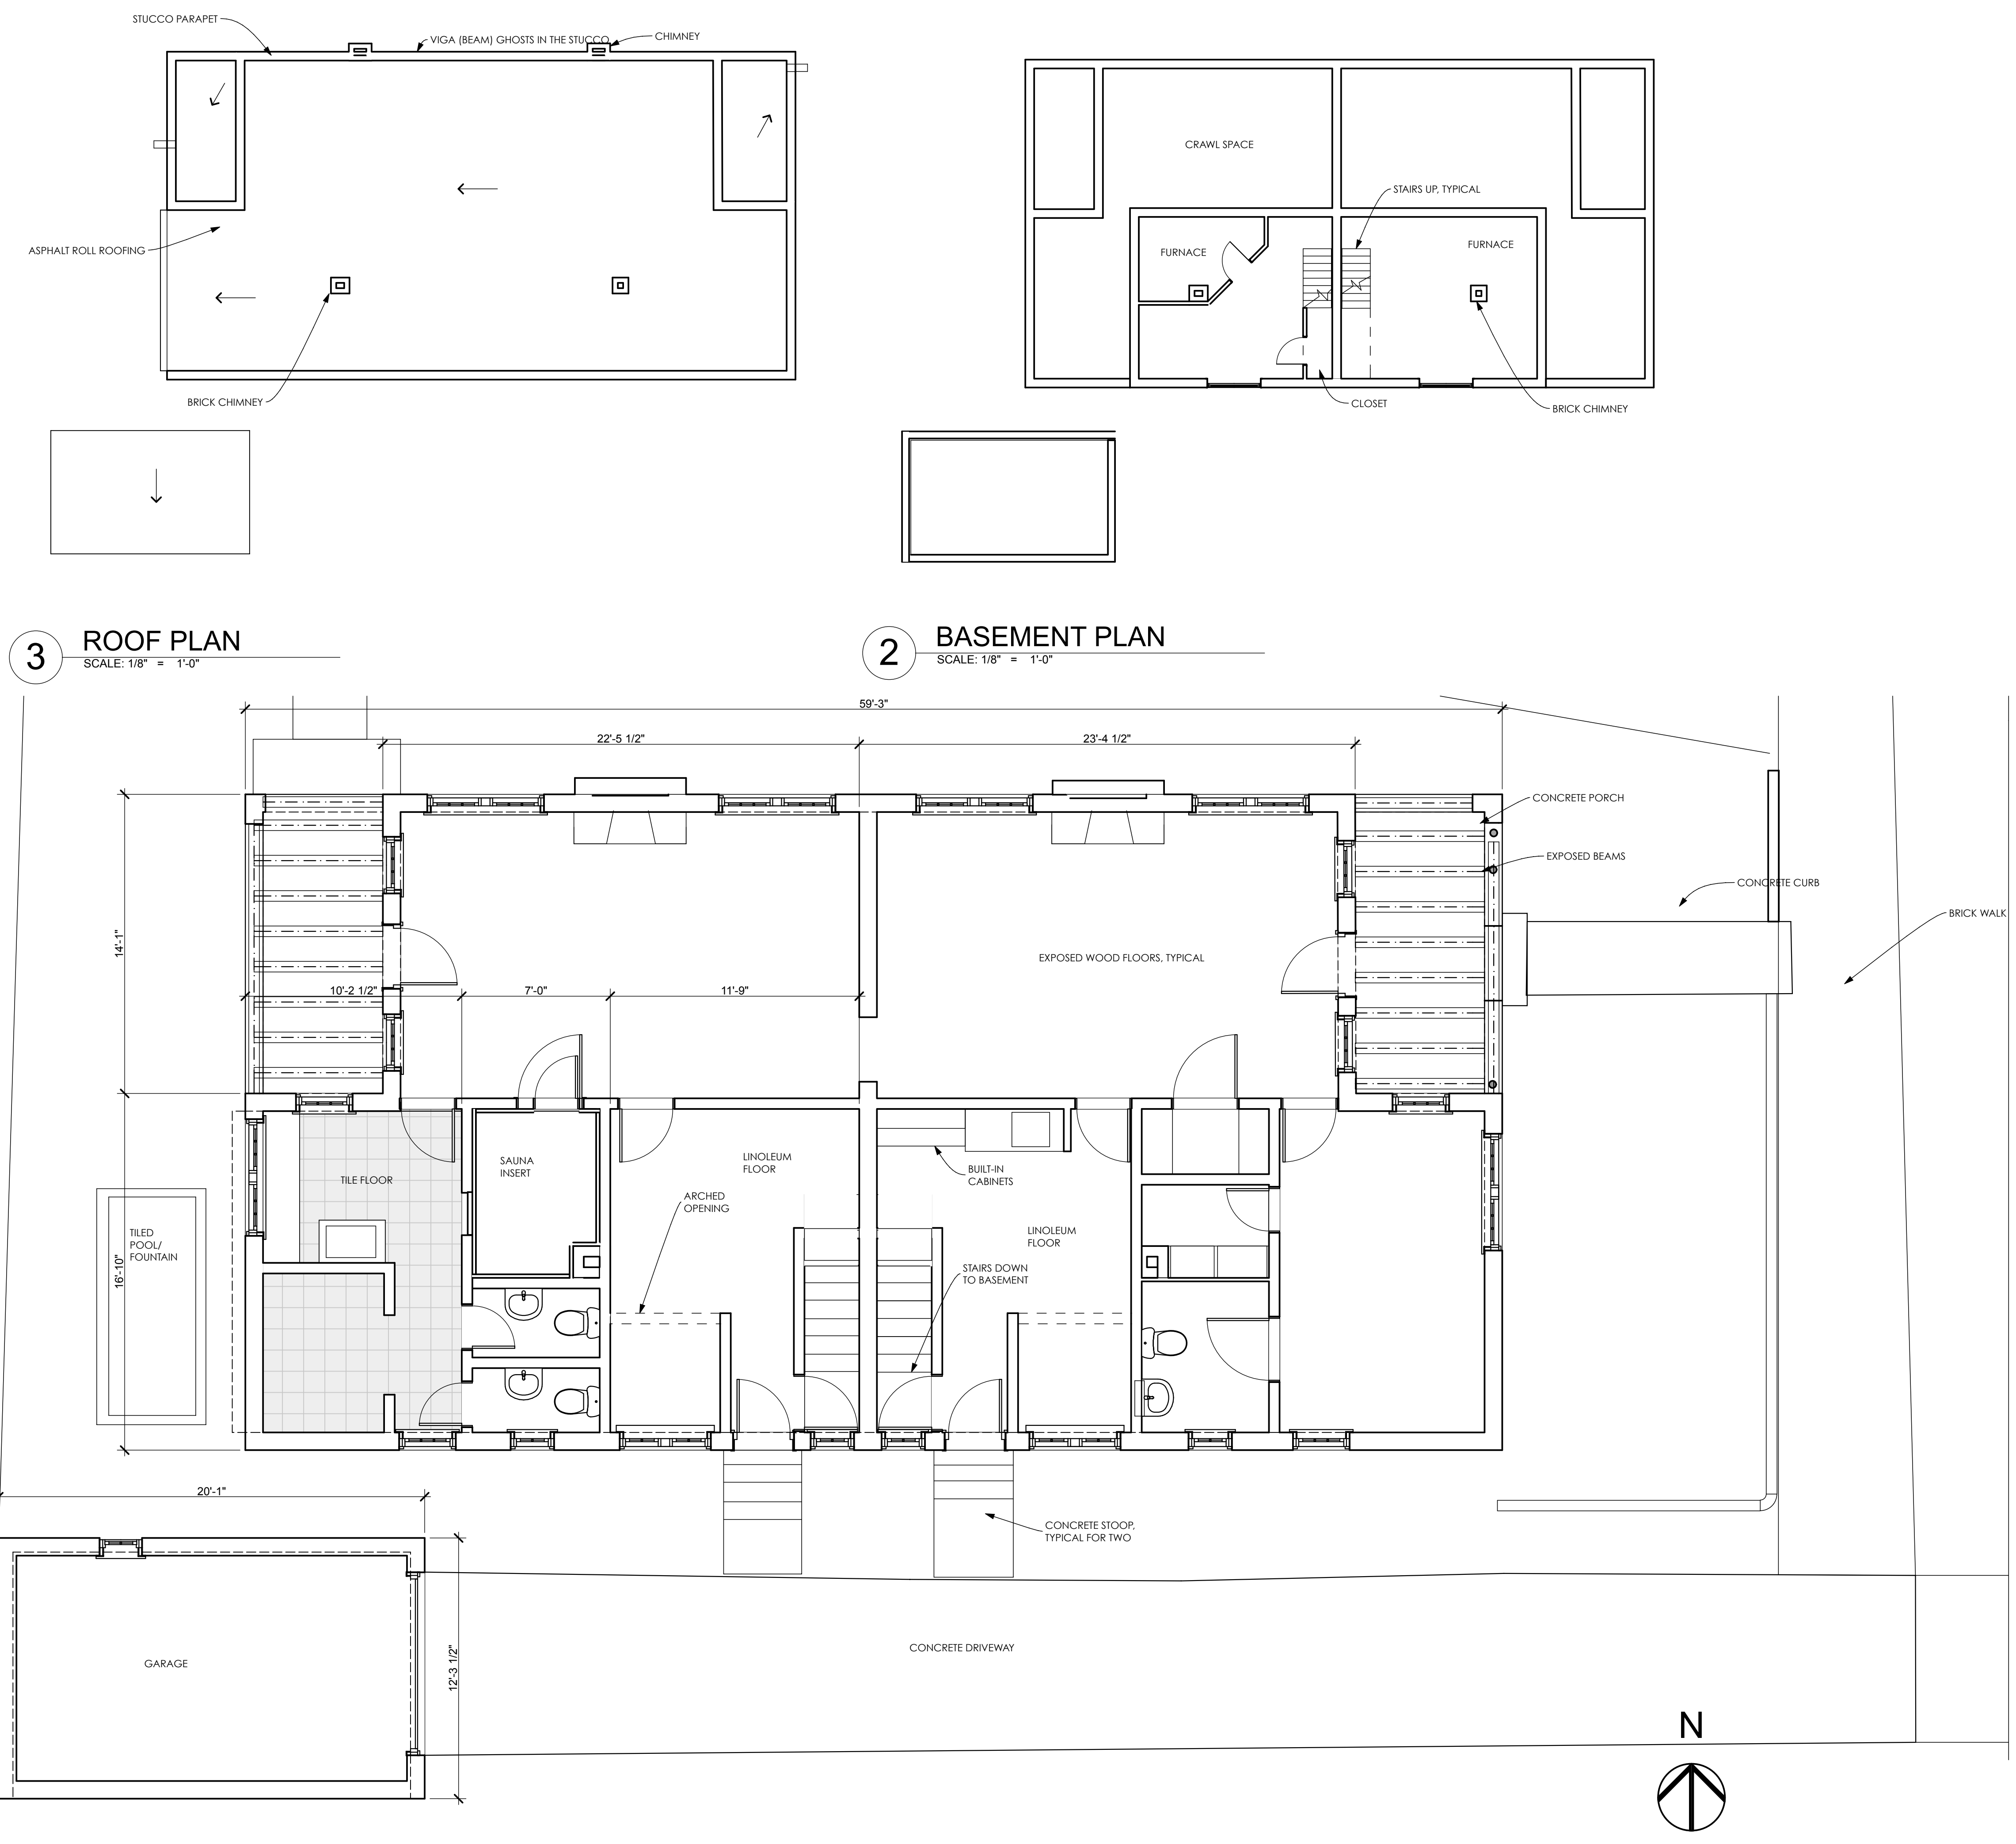 STUCCO PARAPET
VIGA (BEAM) GHOSTS IN THE STUCCO
CHIMNEY
ASPHALT ROLL ROOFING
BRICK CHIMNEY
CRAWL SPACE
STAIRS UP, TYPICAL
FURNACE
FURNACE
CLOSET
BRICK CHIMNEY
3
ROOF PLAN
SCALE: 1/8" = 1'-0"
2
BASEMENT PLAN
SCALE: 1/8" = 1'-0"
59'-3"
22'-5 1/2"
23'-4 1/2"
CONCRETE PORCH
EXPOSED BEAMS
CONCRETE CURB
BRICK WALK
14'-1"
EXPOSED WOOD FLOORS, TYPICAL
10'-2 1/2"
7'-0"
11'-9"
SAUNA
INSERT
LINOLEUM
FLOOR
BUILT-IN
CABINETS
TILE FLOOR
ARCHED
OPENING
TILED
POOL/
FOUNTAIN
LINOLEUM
FLOOR
16'-10"
STAIRS DOWN
TO BASEMENT
20'-1"
CONCRETE STOOP,
TYPICAL FOR TWO
GARAGE
12'-3 1/2"
CONCRETE DRIVEWAY
N